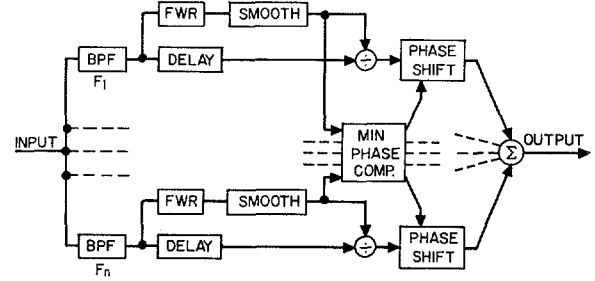 FWR
SMOOTH
BPF
F1
DELAY
÷
PHASE
SHIFT
INPUT
MIN
PHASE
COMP.
Σ
OUTPUT
FWR
SMOOTH
BPF
Fn
DELAY
÷
PHASE
SHIFT